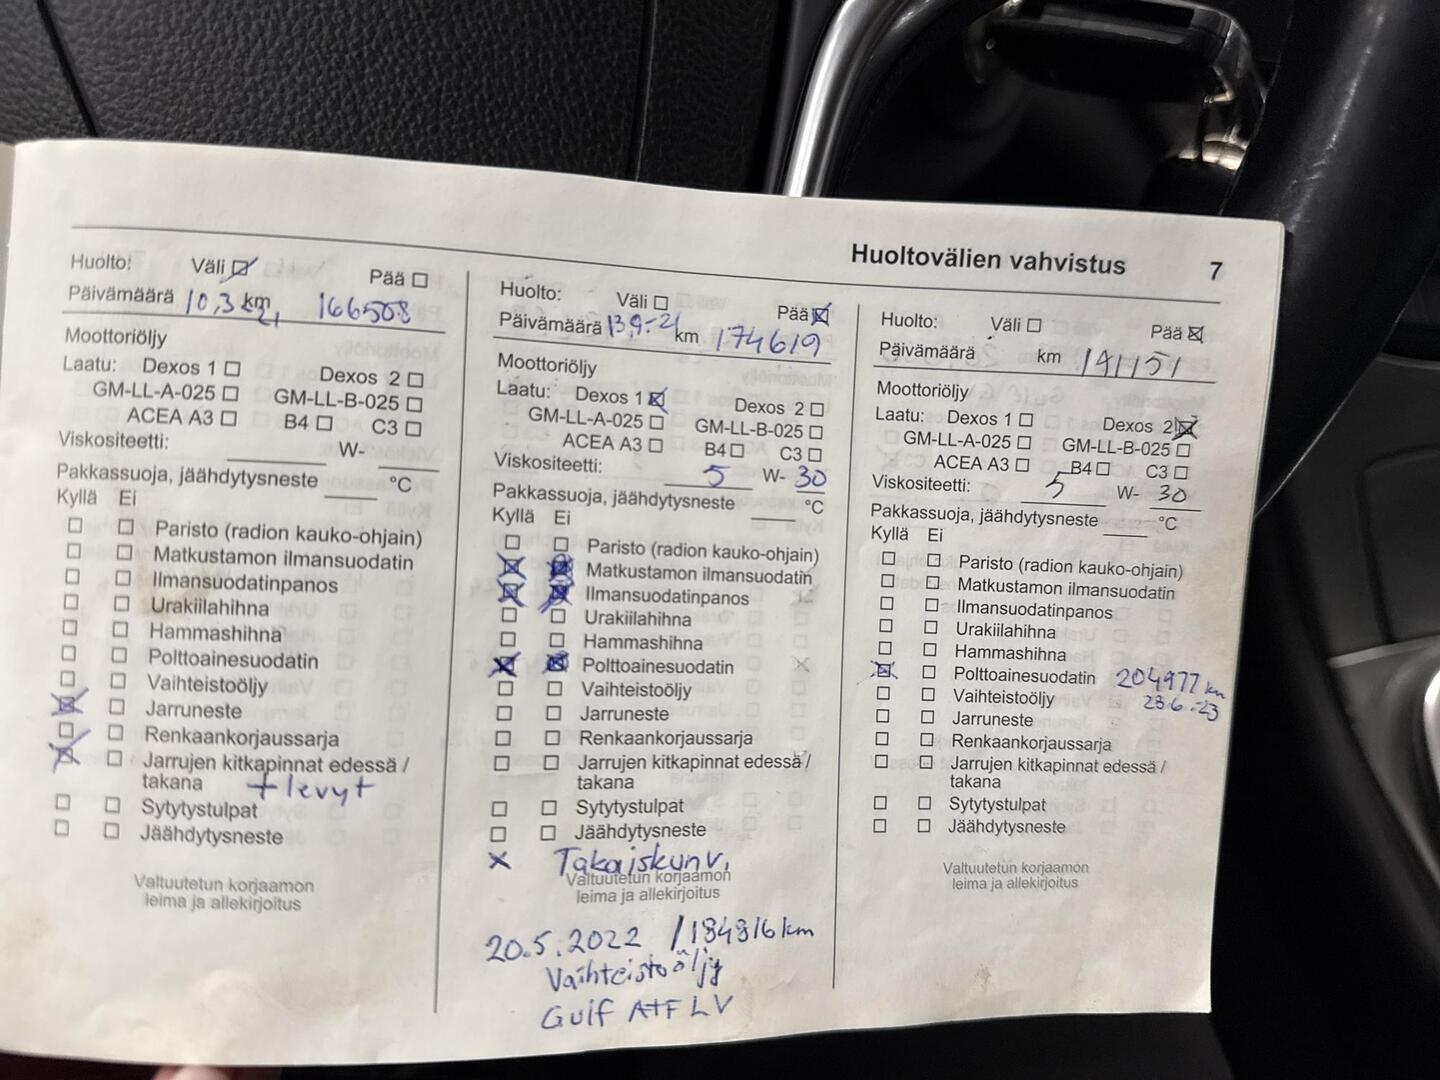 Huoltovälien vahvistus 7
Huolto: Väli ☑ Pää ☐
Päivämäärä 10,3 km 21 166508
Moottoriöljy
Laatu: Dexos 1 ☐ Dexos 2 ☐
GM-LL-A-025 ☐ GM-LL-B-025 ☐
ACEA A3 ☐ B4 ☐ C3 ☐
Viskositeetti: W-
Pakkassuoja, jäähdytysneste °C
Kyllä Ei
☐ ☐ Paristo (radion kauko-ohjain)
☐ ☐ Matkustamon ilmansuodatin
☐ ☐ Ilmansuodatinpanos
☐ ☐ Urakiilahihna
☐ ☐ Hammashihna
☐ ☐ Polttoainesuodatin
☐ ☐ Vaihteistoöljy
☒ ☐ Jarruneste
☐ ☐ Renkaankorjaussarja
☒ ☐ Jarrujen kitkapinnat edessä /
takana + levyt
☐ ☐ Sytytystulpat
☐ ☐ Jäähdytysneste
Valtuutetun korjaamon
leima ja allekirjoitus
Huolto: Väli ☐ Pää ☒
Päivämäärä 13,9.-21 km 174619
Moottoriöljy
Laatu: Dexos 1 ☒ Dexos 2 ☐
GM-LL-A-025 ☐ GM-LL-B-025 ☐
ACEA A3 ☐ B4 ☐ C3 ☐
Viskositeetti: 5 W- 30
Pakkassuoja, jäähdytysneste °C
Kyllä Ei
☐ ☐ Paristo (radion kauko-ohjain)
☒ ☒ Matkustamon ilmansuodatin
☒ ☒ Ilmansuodatinpanos
☐ ☐ Urakiilahihna
☐ ☐ Hammashihna
☒ ☒ Polttoainesuodatin
☐ ☐ Vaihteistoöljy
☐ ☐ Jarruneste
☐ ☐ Renkaankorjaussarja
☐ ☐ Jarrujen kitkapinnat edessä /
takana
☐ ☐ Sytytystulpat
☐ ☐ Jäähdytysneste
x Takaiskunv,
Valtuutetun korjaamon
leima ja allekirjoitus
20.5.2022 / 184816 km
Vaihteistoöljy
Gulf ATF LV
Huolto: Väli ☐ Pää ☒
Päivämäärä km 191151
Moottoriöljy
Laatu: Dexos 1 ☐ Dexos 2 ☒
GM-LL-A-025 ☐ GM-LL-B-025 ☐
ACEA A3 ☐ B4 ☐ C3 ☐
Viskositeetti: 5 W- 30
Pakkassuoja, jäähdytysneste °C
Kyllä Ei
☐ ☐ Paristo (radion kauko-ohjain)
☐ ☐ Matkustamon ilmansuodatin
☐ ☐ Ilmansuodatinpanos
☐ ☐ Urakiilahihna
☐ ☐ Hammashihna
☒ ☐ Polttoainesuodatin 204977 km
☐ ☐ Vaihteistoöljy 28.6.-23
☐ ☐ Jarruneste
☐ ☐ Renkaankorjaussarja
☐ ☐ Jarrujen kitkapinnat edessä /
takana
☐ ☐ Sytytystulpat
☐ ☐ Jäähdytysneste
Valtuutetun korjaamon
leima ja allekirjoitus